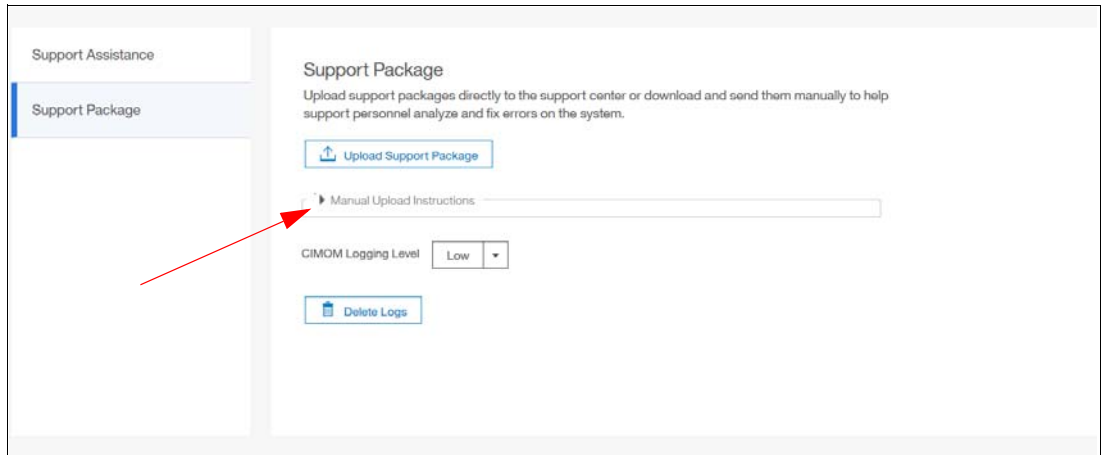 Support Assistance
Support Package
Support Package
Upload support packages directly to the support center or download and send them manually to help
support personnel analyze and fix errors on the system.
Upload Support Package
Manual Upload Instructions
CIMOM Logging Level Low
Delete Logs